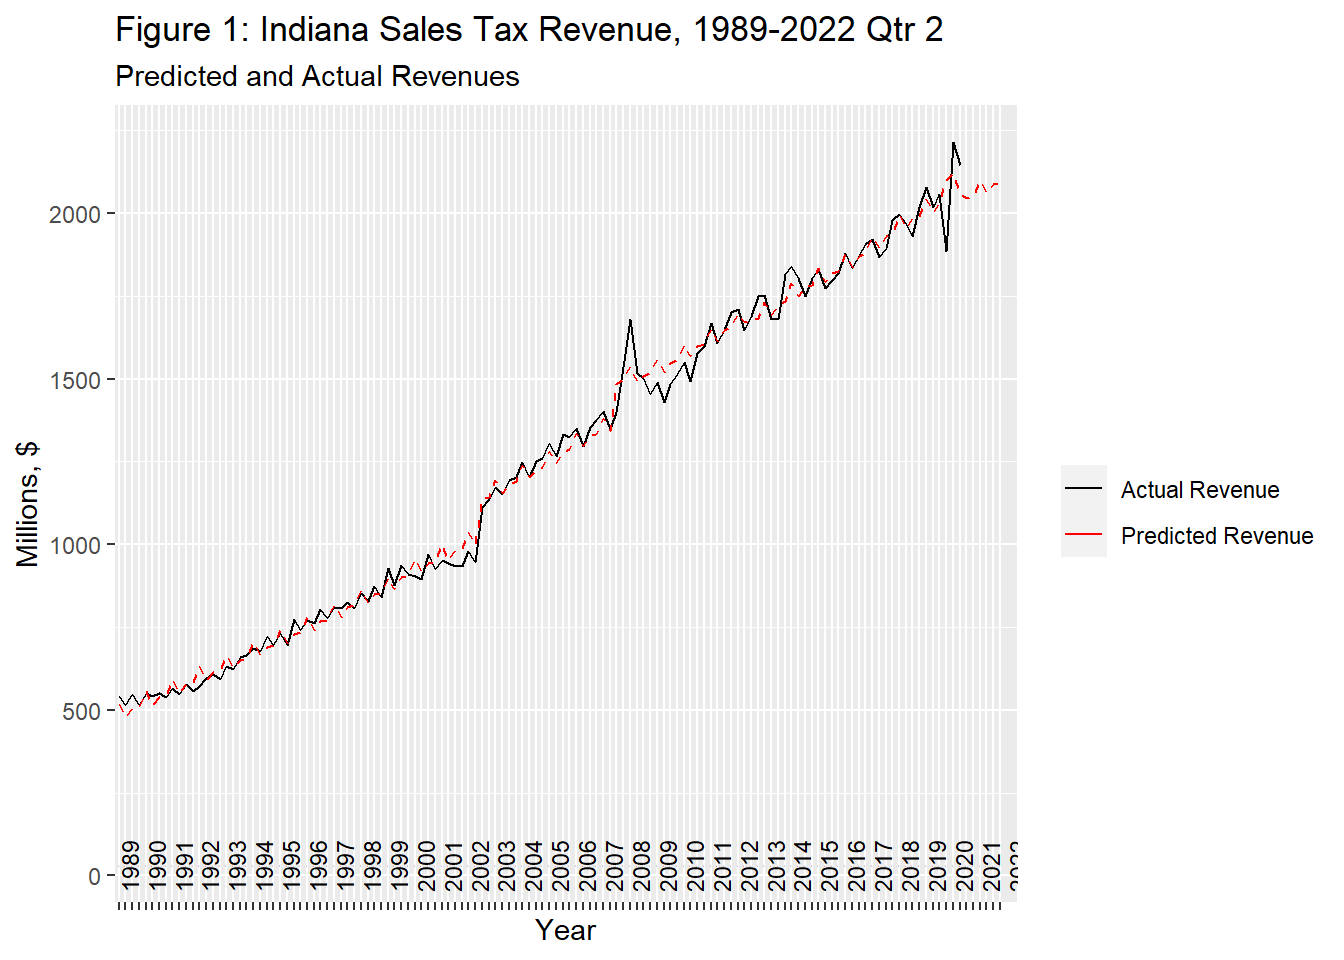 Figure 1: Indiana Sales Tax Revenue, 1989-2022 Qtr 2
Predicted and Actual Revenues
Millions, $
2000
1500
1000
500
0
1989 1990 1991 1992 1993 1994 1995 1996 1997 1998 1999 2000 2001 2002 2003 2004 2005 2006 2007 2008 2009 2010 2011 2012 2013 2014 2015 2016 2017 2018 2019 2020 2021 2022
Year
Actual Revenue
Predicted Revenue